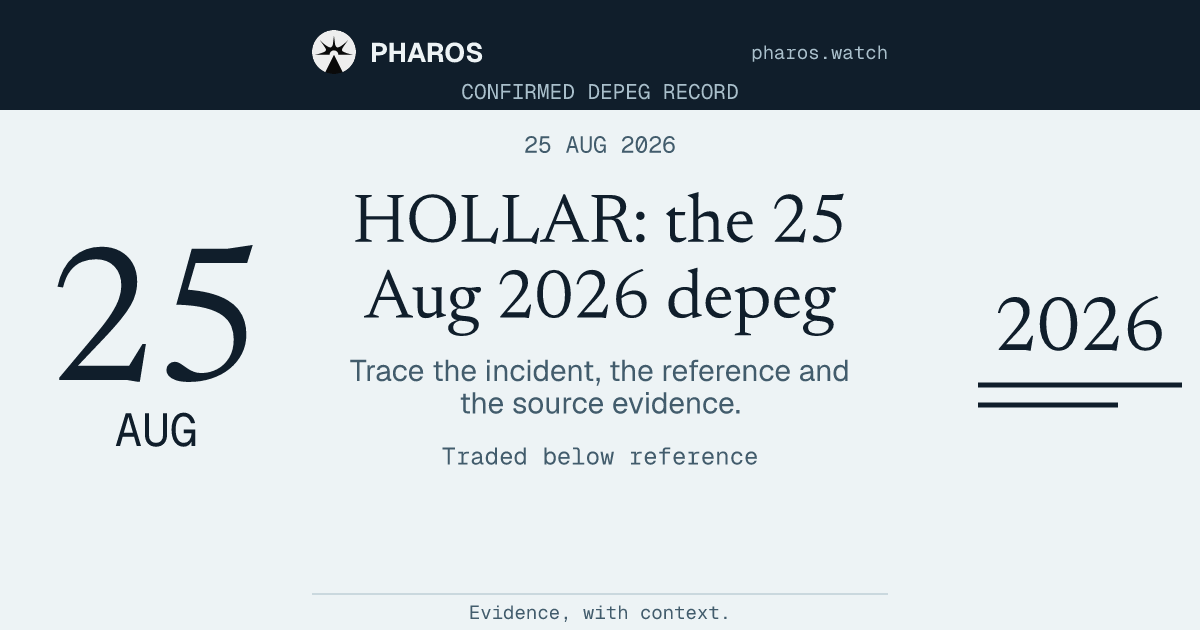 PHAROS
pharos.watch
CONFIRMED DEPEG RECORD
25 AUG 2026
HOLLAR: the 25
Aug 2026 depeg
Trace the incident, the reference and
the source evidence.
Traded below reference
25
AUG
2026
Evidence, with context.